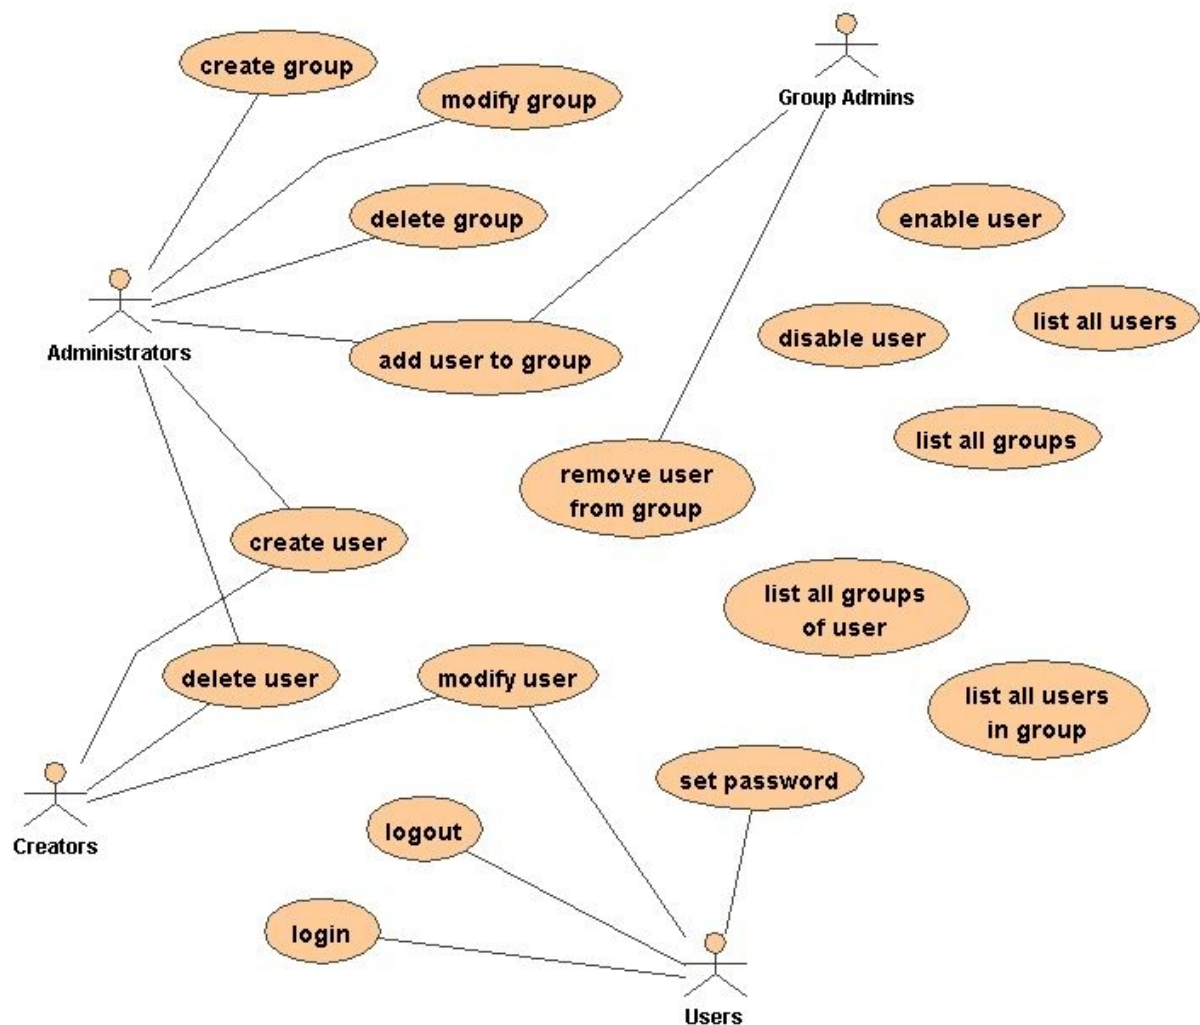 create group
modify group
Group Admins
delete group
enable user
list all users
disable user
Administrators
add user to group
list all groups
remove user
from group
create user
list all groups
of user
delete user
modify user
list all users
in group
set password
logout
Creators
login
Users